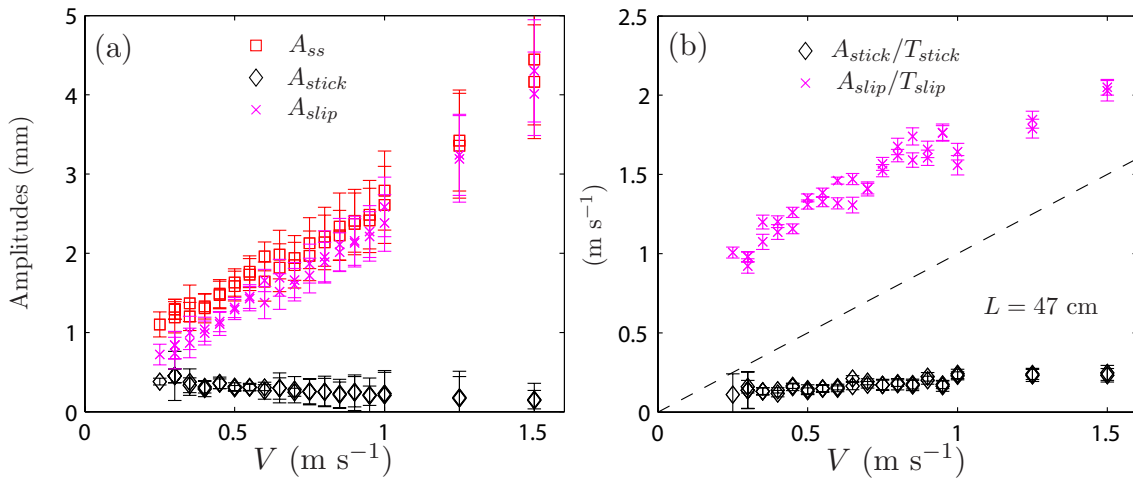 (a)
A_ss
A_stick
A_slip
Amplitudes (mm)
5
4
3
2
1
0
0
0.5
1
1.5
V (m s⁻¹)
(b)
A_stick/T_stick
A_slip/T_slip
L = 47 cm
(m s⁻¹)
2.5
2
1.5
1
0.5
0
0
0.5
1
1.5
V (m s⁻¹)